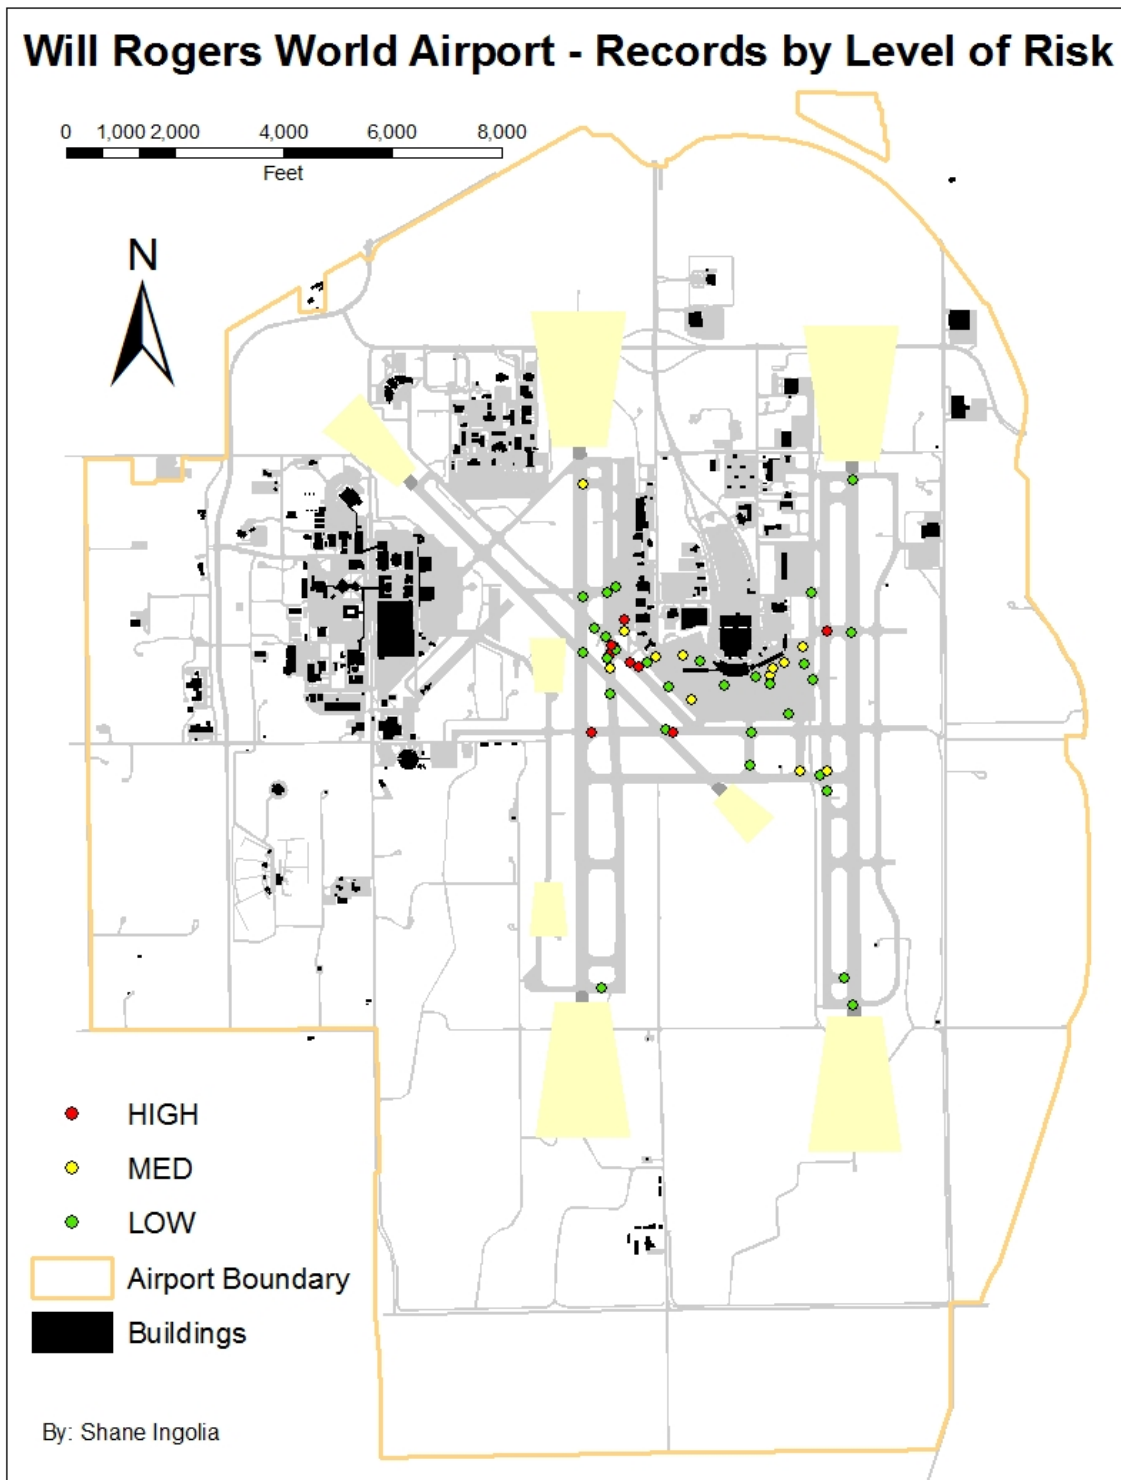 Will Rogers World Airport - Records by Level of Risk
0 1,000 2,000 4,000 6,000 8,000
Feet
N
HIGH
MED
LOW
Airport Boundary
Buildings
By: Shane Ingolia